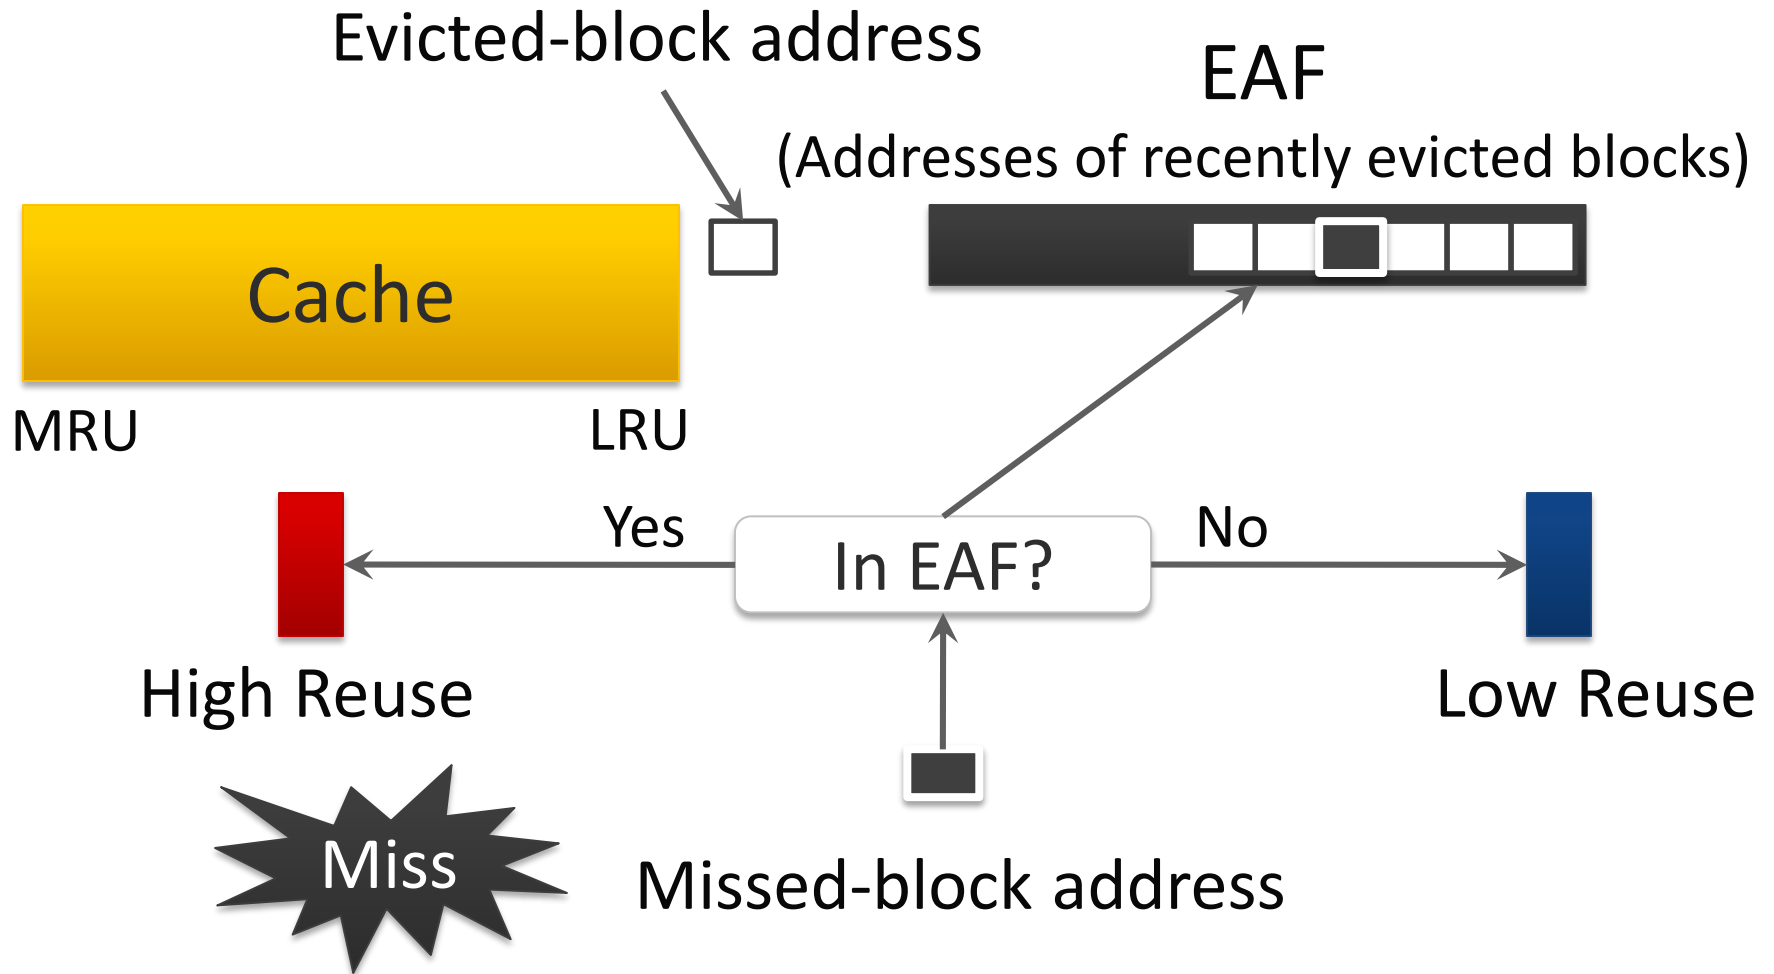 Evicted-block address
EAF
(Addresses of recently evicted blocks)
Cache
MRU
LRU
Yes
In EAF?
No
High Reuse
Low Reuse
Miss
Missed-block address